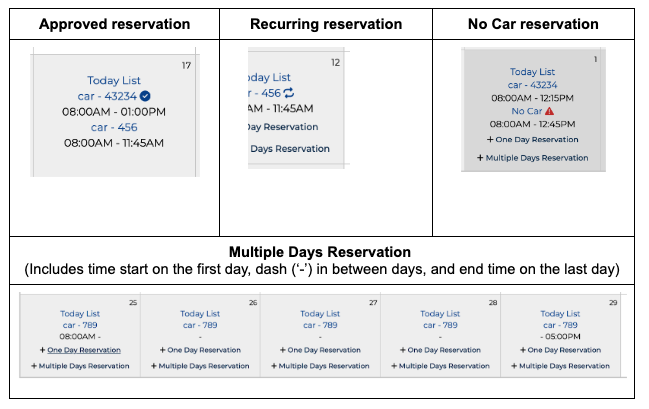 Approved reservation
Recurring reservation
No Car reservation
17
Today List
car - 43234
08:00AM - 01:00PM
car - 456
08:00AM - 11:45AM
12
oday List
r - 456
AM - 11:45AM
Day Reservation
Days Reservation
1
Today List
car - 43234
08:00AM - 12:15PM
No Car
08:00AM - 12:45PM
+ One Day Reservation
+ Multiple Days Reservation
Multiple Days Reservation
(Includes time start on the first day, dash (‘-’) in between days, and end time on the last day)
25
Today List
car - 789
08:00AM -
+ One Day Reservation
+ Multiple Days Reservation
26
Today List
car - 789
-
+ One Day Reservation
+ Multiple Days Reservation
27
Today List
car - 789
-
+ One Day Reservation
+ Multiple Days Reservation
28
Today List
car - 789
-
+ One Day Reservation
+ Multiple Days Reservation
29
Today List
car - 789
- 05:00PM
+ One Day Reservation
+ Multiple Days Reservation